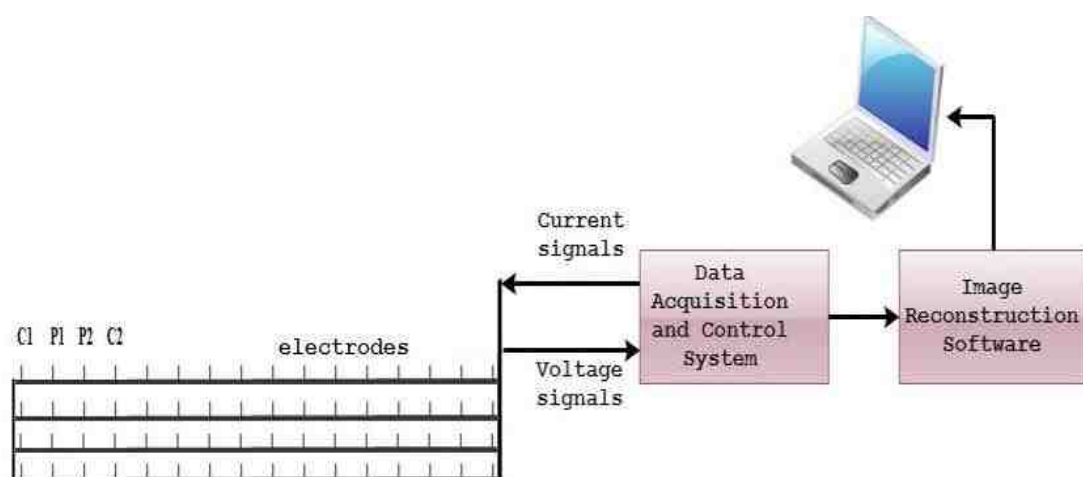 Current
signals
Data
Acquisition
and Control
System
Image
Reconstruction
Software
C1 P1 P2 C2
electrodes
Voltage
signals